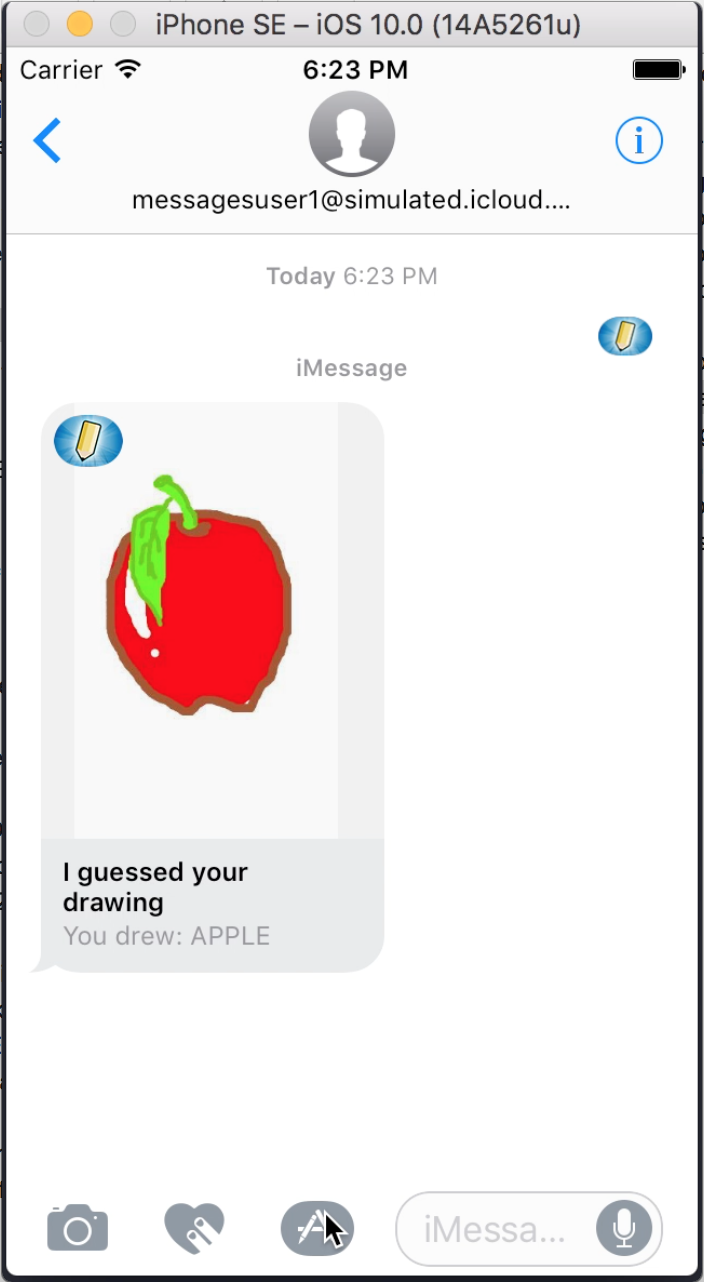 iPhone SE – iOS 10.0 (14A5261u)
Carrier 6:23 PM
messagesuser1@simulated.icloud....
Today 6:23 PM
iMessage
I guessed your
drawing
You drew: APPLE
iMessa...